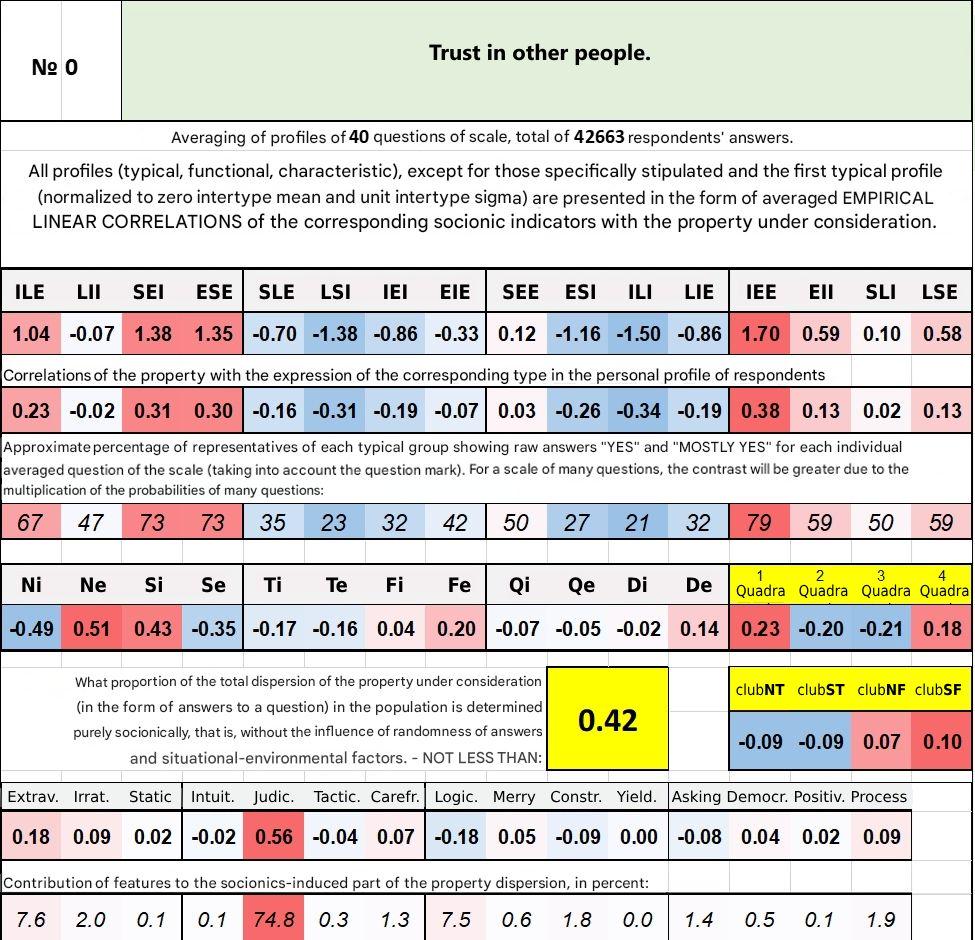 № 0
Trust in other people.
Averaging of profiles of 40 questions of scale, total of 42663 respondents' answers.
All profiles (typical, functional, characteristic), except for those specifically stipulated and the first typical profile
(normalized to zero intertype mean and unit intertype sigma) are presented in the form of averaged EMPIRICAL
LINEAR CORRELATIONS of the corresponding socionic indicators with the property under consideration.
ILE LII SEI ESE SLE LSI IEI EIE SEE ESI ILI LIE IEE EII SLI LSE
1.04 -0.07 1.38 1.35 -0.70 -1.38 -0.86 -0.33 0.12 -1.16 -1.50 -0.86 1.70 0.59 0.10 0.58
Correlations of the property with the expression of the corresponding type in the personal profile of respondents
0.23 -0.02 0.31 0.30 -0.16 -0.31 -0.19 -0.07 0.03 -0.26 -0.34 -0.19 0.38 0.13 0.02 0.13
Approximate percentage of representatives of each typical group showing raw answers "YES" and "MOSTLY YES" for each individual
averaged question of the scale (taking into account the question mark). For a scale of many questions, the contrast will be greater due to the
multiplication of the probabilities of many questions:
67 47 73 73 35 23 32 42 50 27 21 32 79 59 50 59
Ni Ne Si Se Ti Te Fi Fe Qi Qe Di De 1 Quadra 2 Quadra 3 Quadra 4 Quadra
-0.49 0.51 0.43 -0.35 -0.17 -0.16 0.04 0.20 -0.07 -0.05 -0.02 0.14 0.23 -0.20 -0.21 0.18
What proportion of the total dispersion of the property under consideration
(in the form of answers to a question) in the population is determined
purely socionically, that is, without the influence of randomness of answers
and situational-environmental factors. - NOT LESS THAN:
0.42
clubNT clubST clubNF clubSF
-0.09 -0.09 0.07 0.10
Extrav. Irrat. Static Intuit. Judic. Tactic. Carefr. Logic. Merry Constr. Yield. Asking Democr. Positiv. Process
0.18 0.09 0.02 -0.02 0.56 -0.04 0.07 -0.18 0.05 -0.09 0.00 -0.08 0.04 0.02 0.09
Contribution of features to the socionics-induced part of the property dispersion, in percent:
7.6 2.0 0.1 0.1 74.8 0.3 1.3 7.5 0.6 1.8 0.0 1.4 0.5 0.1 1.9